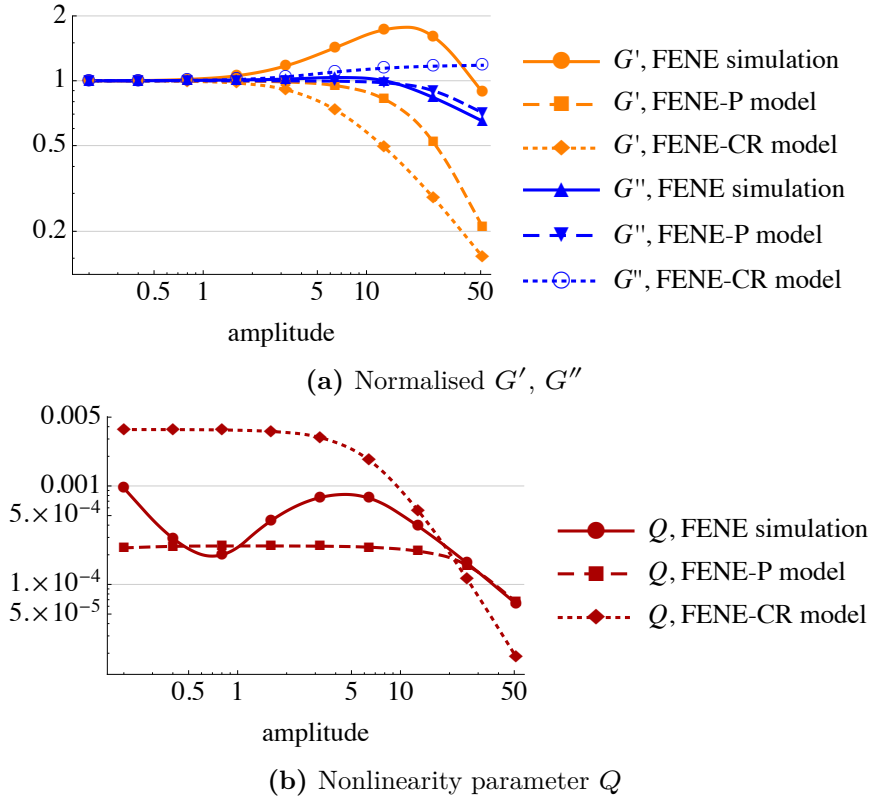 2
1
0.5
0.2
0.5 1 5 10 50
amplitude
G', FENE simulation
G', FENE-P model
G', FENE-CR model
G'', FENE simulation
G'', FENE-P model
G'', FENE-CR model
(a) Normalised G′, G″
0.005
0.001
5.×10⁻⁴
1.×10⁻⁴
5.×10⁻⁵
0.5 1 5 10 50
amplitude
Q, FENE simulation
Q, FENE-P model
Q, FENE-CR model
(b) Nonlinearity parameter Q